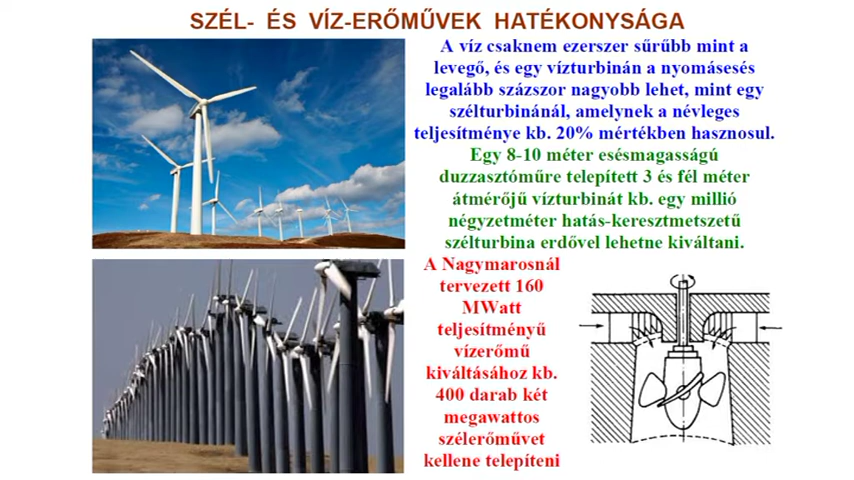 SZÉL- ÉS VÍZ-ERŐMŰVEK HATÉKONYSÁGA
A víz csaknem ezerszer sűrűbb mint a
levegő, és egy vízturbinán a nyomásesés
legalább százszor nagyobb lehet, mint egy
szélturbinánál, amelynek a névleges
teljesítménye kb. 20% mértékben hasznosul.
Egy 8-10 méter esésmagasságú
duzzasztóműre telepített 3 és fél méter
átmérőjű vízturbinát kb. egy millió
négyzetméter hatás-keresztmetszetű
szélturbina erdővel lehetne kiváltani.
A Nagymarosnál
tervezett 160
MWatt
teljesítményű
vízerőmű
kiváltásához kb.
400 darab két
megawattos
szélerőművet
kellene telepíteni